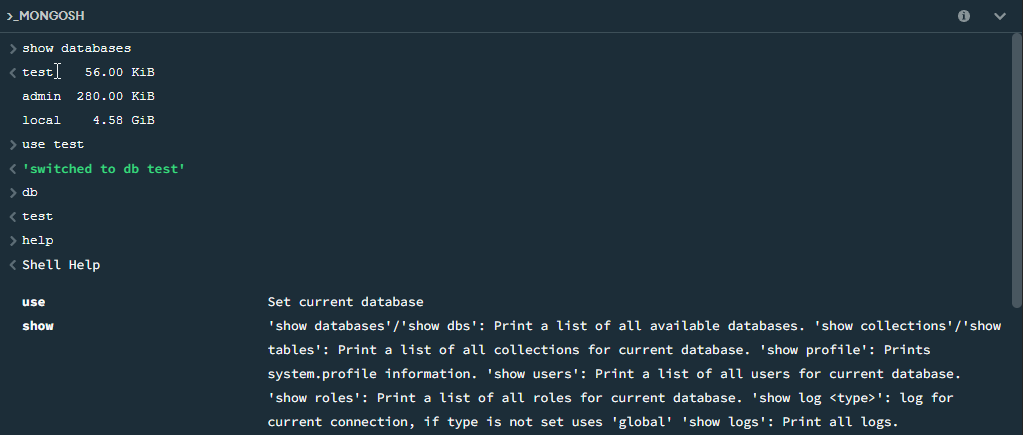 >_MONGOSH
> show databases
< test    56.00 KiB
admin  280.00 KiB
local    4.58 GiB
> use test
< 'switched to db test'
> db
< test
> help
< Shell Help
use Set current database
show 'show databases'/'show dbs': Print a list of all available databases. 'show collections'/'show
tables': Print a list of all collections for current database. 'show profile': Prints
system.profile information. 'show users': Print a list of all users for current database.
'show roles': Print a list of all roles for current database. 'show log <type>': log for
current connection, if type is not set uses 'global' 'show logs': Print all logs.